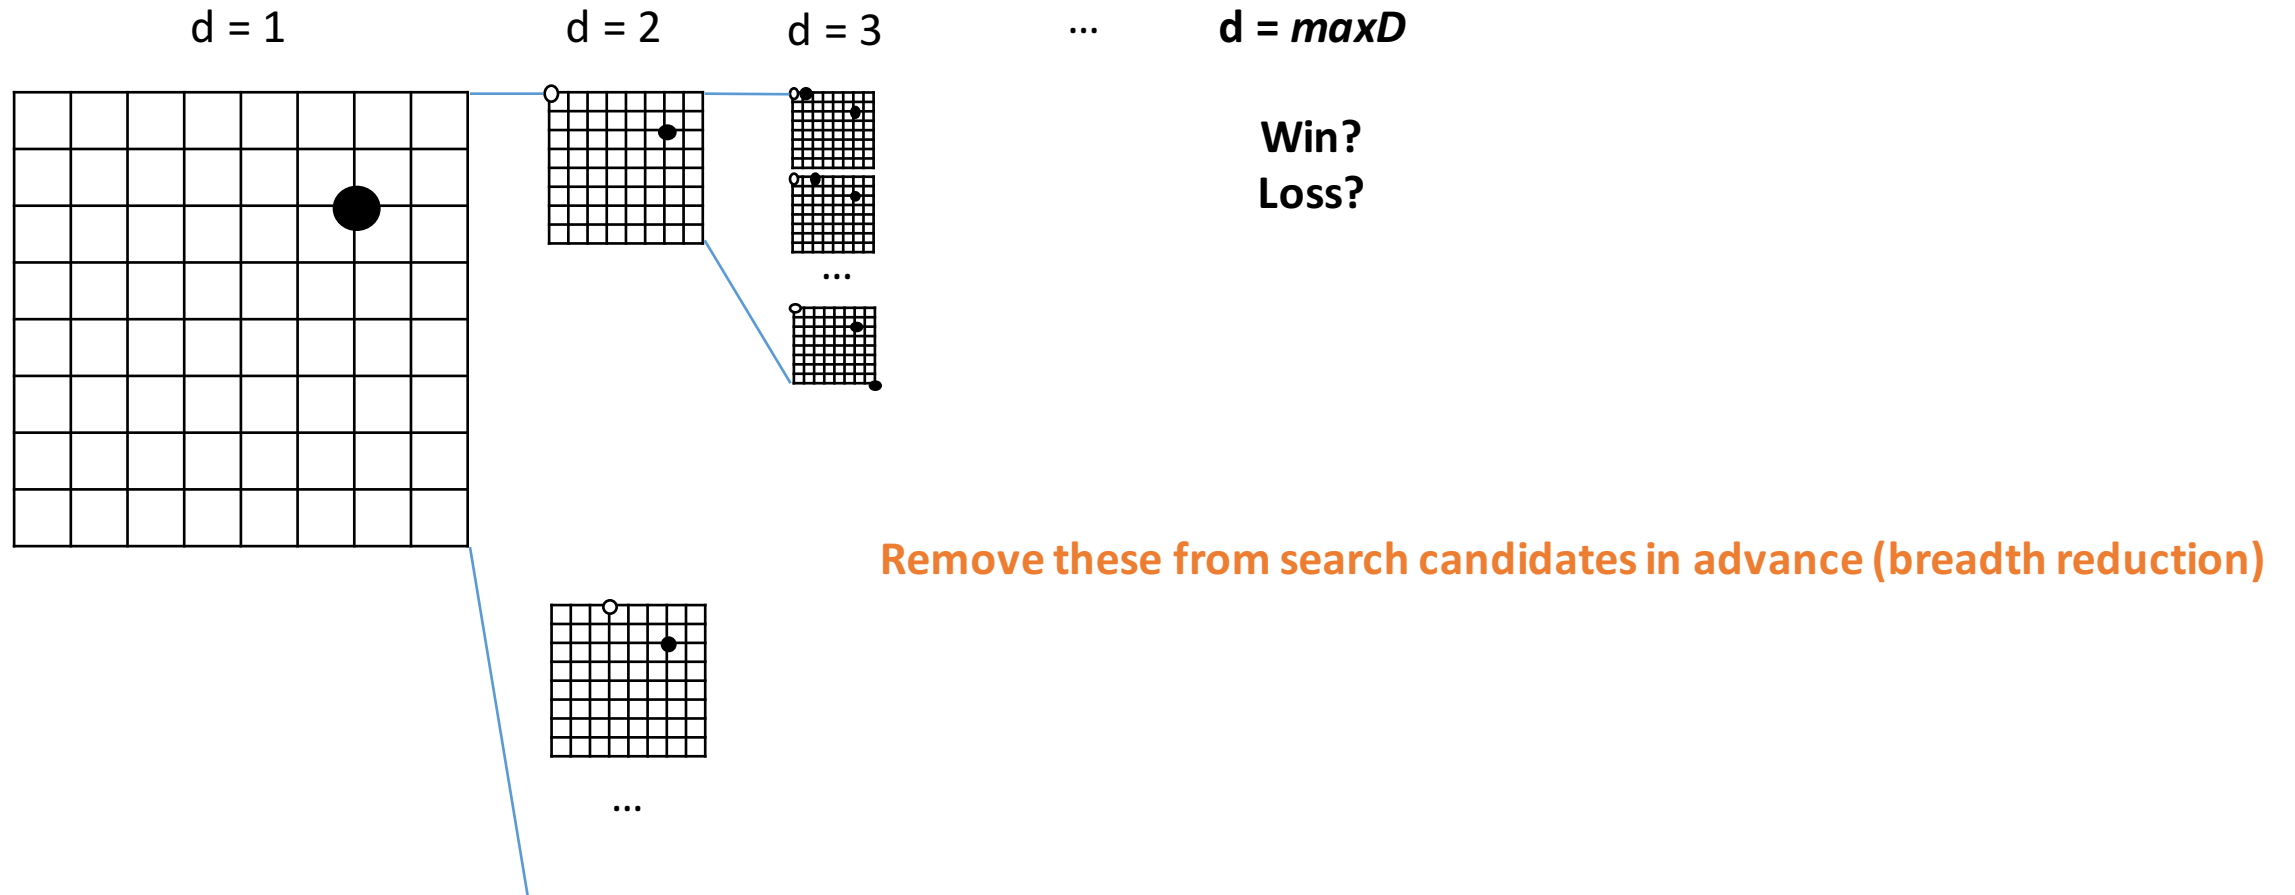 d = 1 d = 2 d = 3 ... d = maxD
Win?
Loss?
...
Remove these from search candidates in advance (breadth reduction)
...